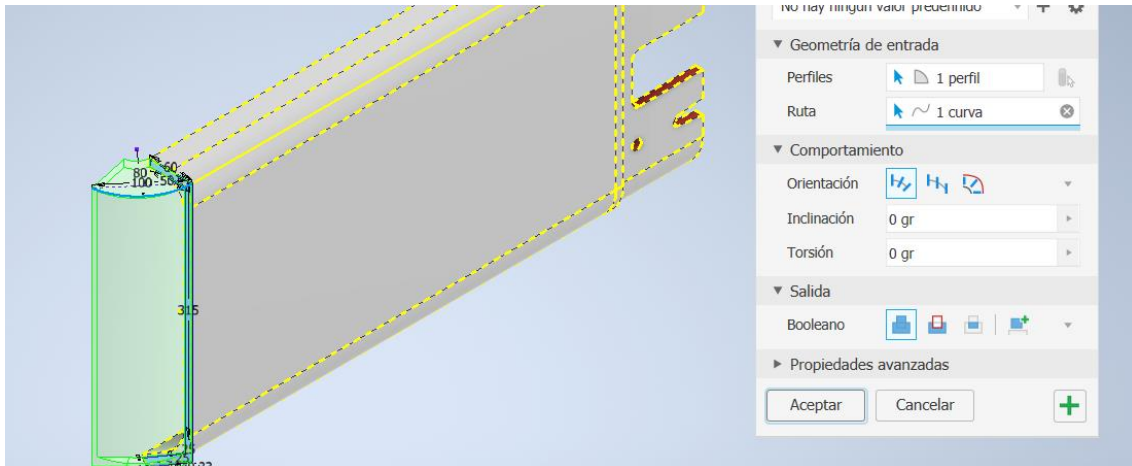 No hay ningún valor predefinido
Geometría de entrada
Perfiles 1 perfil
Ruta 1 curva
Comportamiento
Orientación
Inclinación 0 gr
Torsión 0 gr
Salida
Booleano
Propiedades avanzadas
Aceptar Cancelar
60
80
100 50
315
25